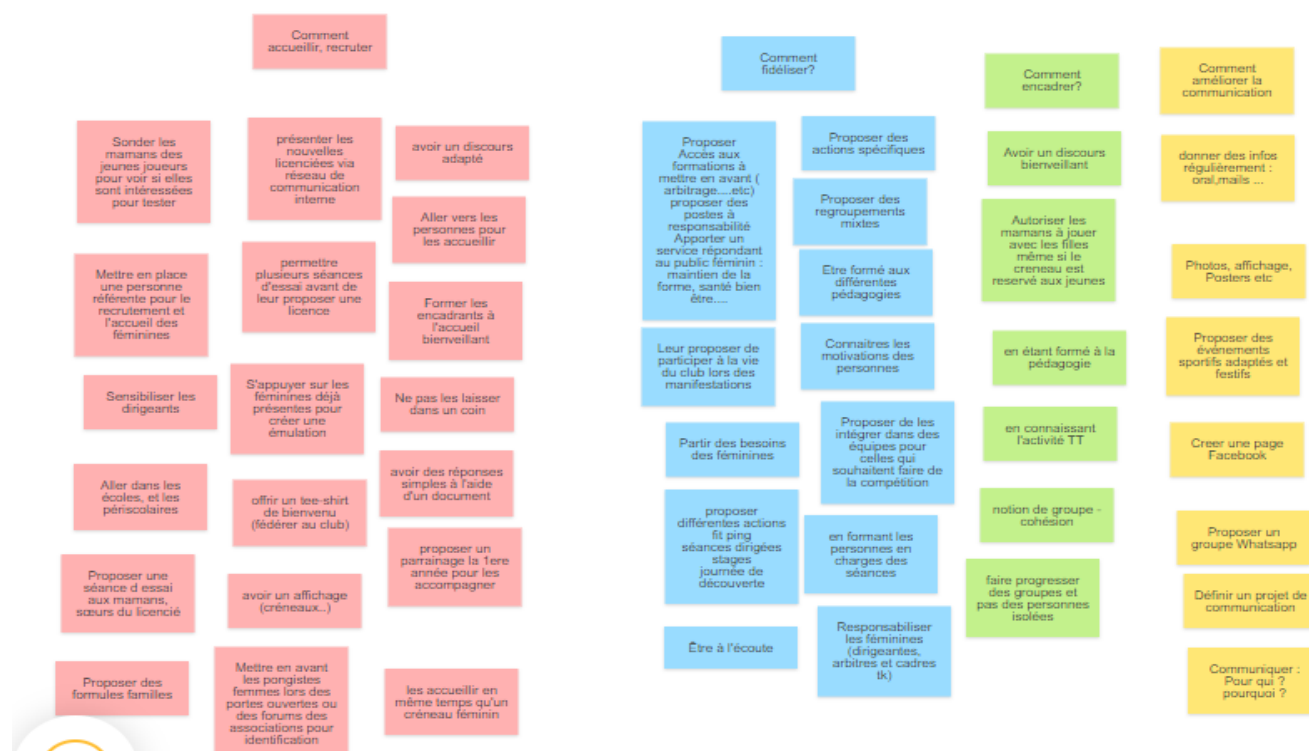 Comment
accueillir, recruter
Sonder les
mamans des
jeunes joueurs
pour voir si elles
sont intéressées
pour tester
Mettre en place
une personne
référente pour le
recrutement et
l'accueil des
féminines
Sensibiliser les
dirigeants
Aller dans les
écoles, et les
périscolaires
Proposer une
séance d essai
aux mamans,
sœurs du licencié
Proposer des
formules familles
présenter les
nouvelles
licenciées via
réseau de
communication
interne
permettre
plusieurs séances
d'essai avant de
leur proposer une
licence
S'appuyer sur les
féminines déjà
présentes pour
créer une
émulation
offrir un tee-shirt
de bienvenu
(fédérer au club)
avoir un affichage
(créneaux..)
Mettre en avant
les pongistes
femmes lors des
portes ouvertes ou
des forums des
associations pour
identification
avoir un discours
adapté
Aller vers les
personnes pour
les accueillir
Former les
encadrants à
l'accueil
bienveillant
Ne pas les laisser
dans un coin
avoir des réponses
simples à l'aide
d'un document
proposer un
parrainage la 1ere
année pour les
accompagner
les accueillir en
même temps qu'un
créneau féminin
Comment
fidéliser?
Proposer
Accès aux
formations à
mettre en avant (
arbitrage....etc)
proposer des
postes à
responsabilité
Apporter un
service répondant
au public féminin :
maintien de la
forme, santé bien
être....
Leur proposer de
participer à la vie
du club lors des
manifestations
Partir des besoins
des féminines
proposer
différentes actions
fit ping
séances dirigées
stages
journée de
découverte
Être à l'écoute
Proposer des
actions spécifiques
Proposer des
regroupements
mixtes
Etre formé aux
différentes
pédagogies
Connaitres les
motivations des
personnes
Proposer de les
intégrer dans des
équipes pour
celles qui
souhaitent faire de
la compétition
en formant les
personnes en
charges des
séances
Responsabiliser
les féminines
(dirigeantes,
arbitres et cadres
tk)
Comment
encadrer?
Avoir un discours
bienveillant
Autoriser les
mamans à jouer
avec les filles
même si le
creneau est
reservé aux jeunes
en étant formé à la
pédagogie
en connaissant
l'activité TT
notion de groupe -
cohésion
faire progresser
des groupes et
pas des personnes
isolées
Comment
améliorer la
communication
donner des infos
régulièrement :
oral,mails ...
Photos, affichage,
Posters etc
Proposer des
événements
sportifs adaptés et
festifs
Creer une page
Facebook
Proposer un
groupe Whatsapp
Définir un projet de
communication
Communiquer :
Pour qui ?
pourquoi ?